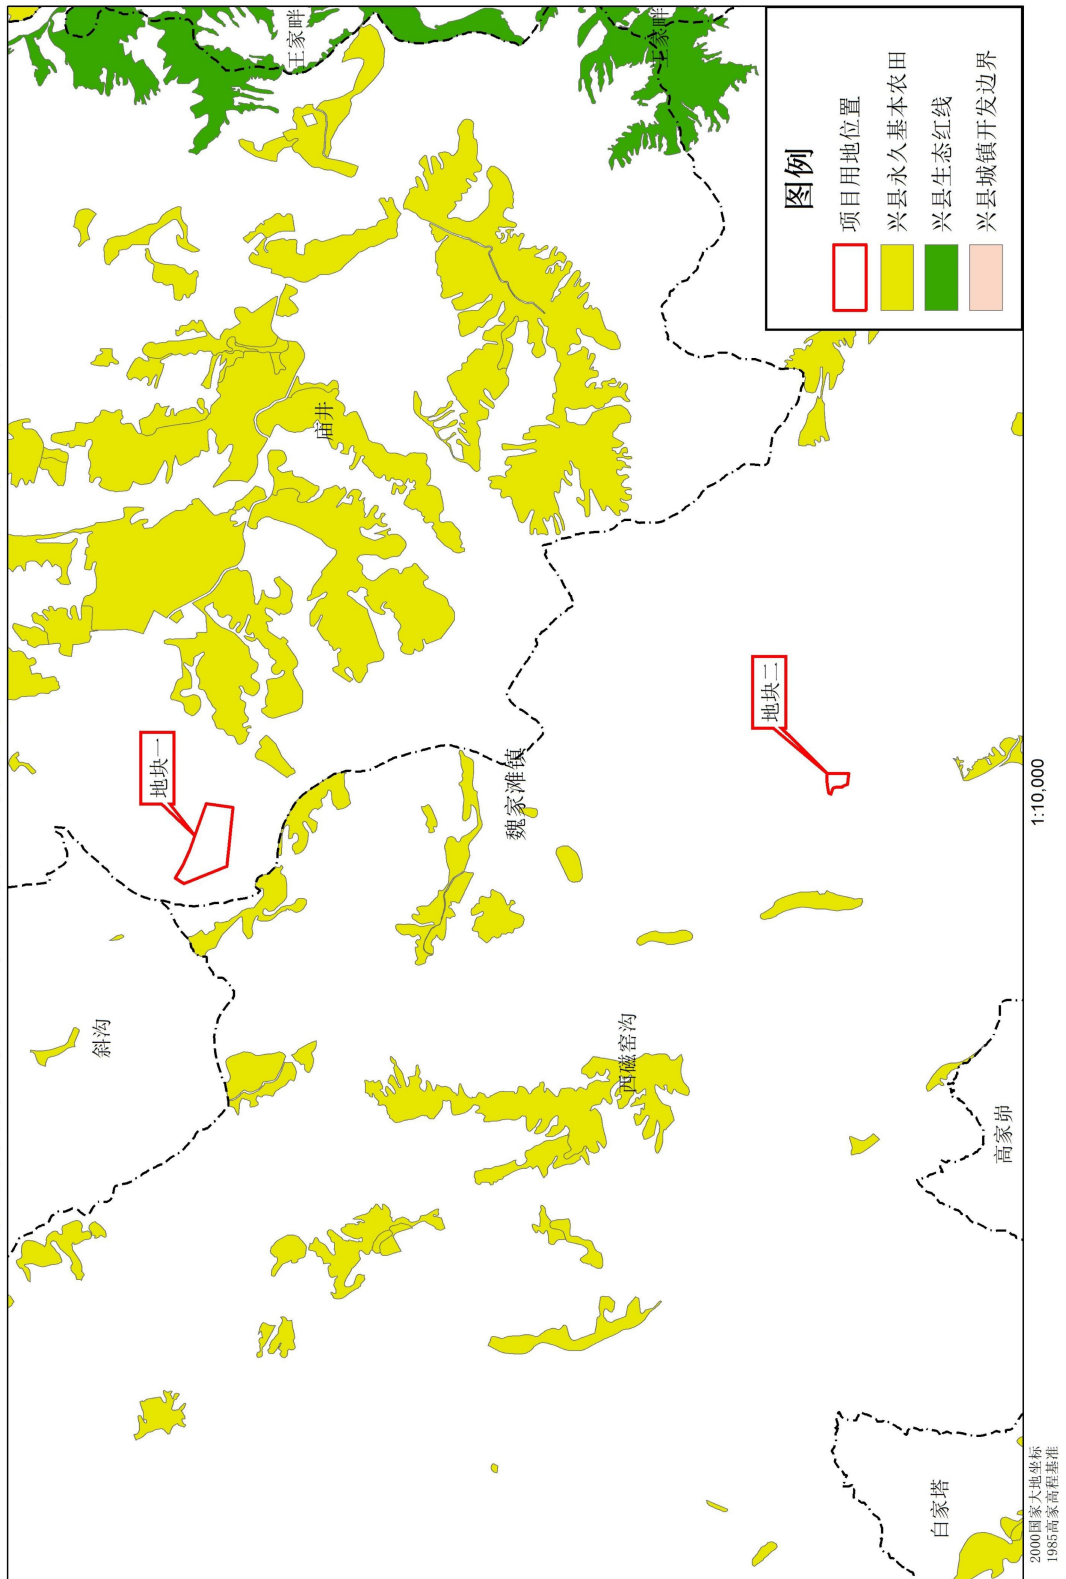 斜沟
地块一
王家畔
庙井
魏家滩镇
西磁窑沟
王家畔
地块二
白家塔
高家峁
图例
项目用地位置
兴县永久基本农田
兴县生态红线
兴县城镇开发边界
1:10,000
2000国家大地坐标
1985高家高程基准